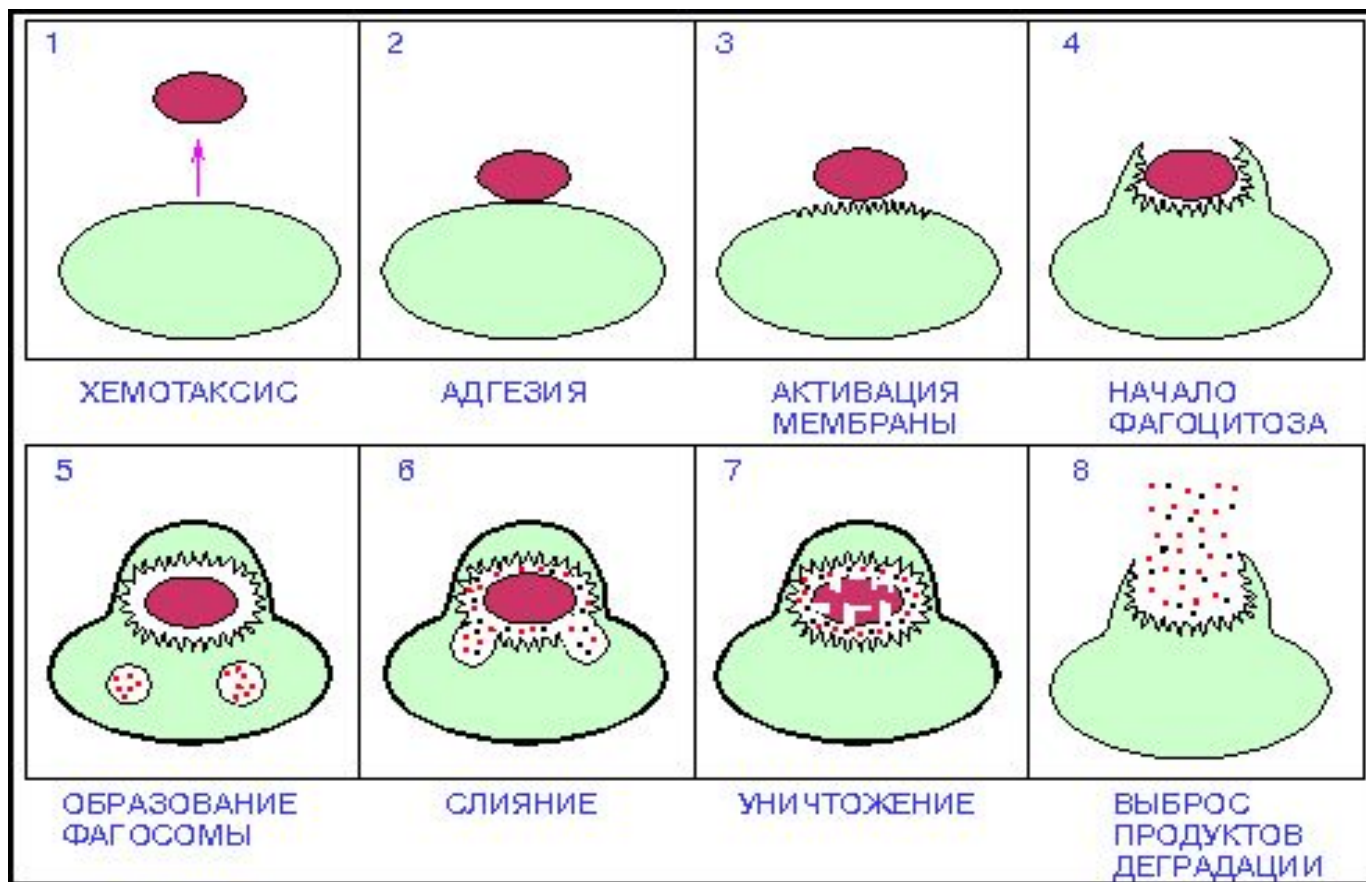 1
2
3
4
ХЕМОТАКСИС
АДГЕЗИЯ
АКТИВАЦИЯ
МЕМБРАНЫ
НАЧАЛО
ФАГОЦИТОЗА
5
6
7
8
ОБРАЗОВАНИЕ
ФАГОСОМЫ
СЛИЯНИЕ
УНИЧТОЖЕНИЕ
ВЫБРОС
ПРОДУКТОВ
ДЕГРАДАЦИИ